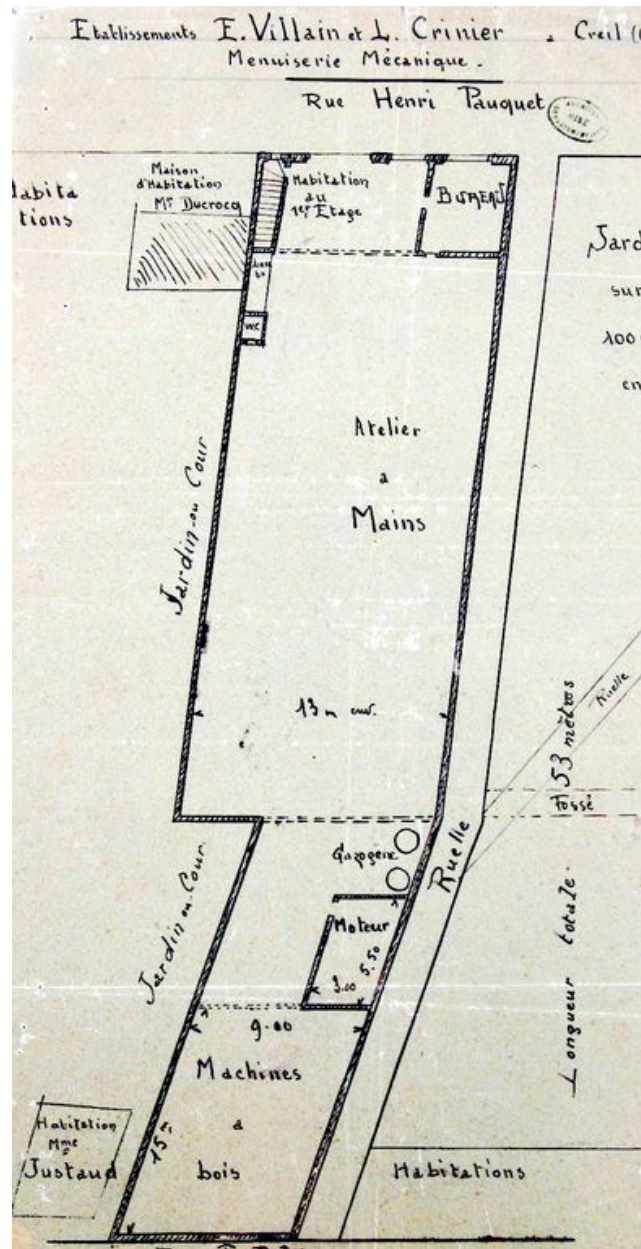 Etablissements E. Villain et L. Crinier à Creil (
Menuiserie Mécanique.
Rue Henri Pauquet
Habita
tions
Maison
d'Habitation
Mr Ducrocq
Habitation
au
1er Etage
BUREAU
Jard
sur
100
en
WC
Atelier
a
Mains
Jardin ou Cour
13 m env.
Ruelle
53 mètres
Fossé
Gazogène
Ruelle
Moteur
3.00
5.50
Jardin ou Cour
Longueur totale.
9.00
Machines
a
bois
15m
Habitation
Mme
Justaud
Habitations